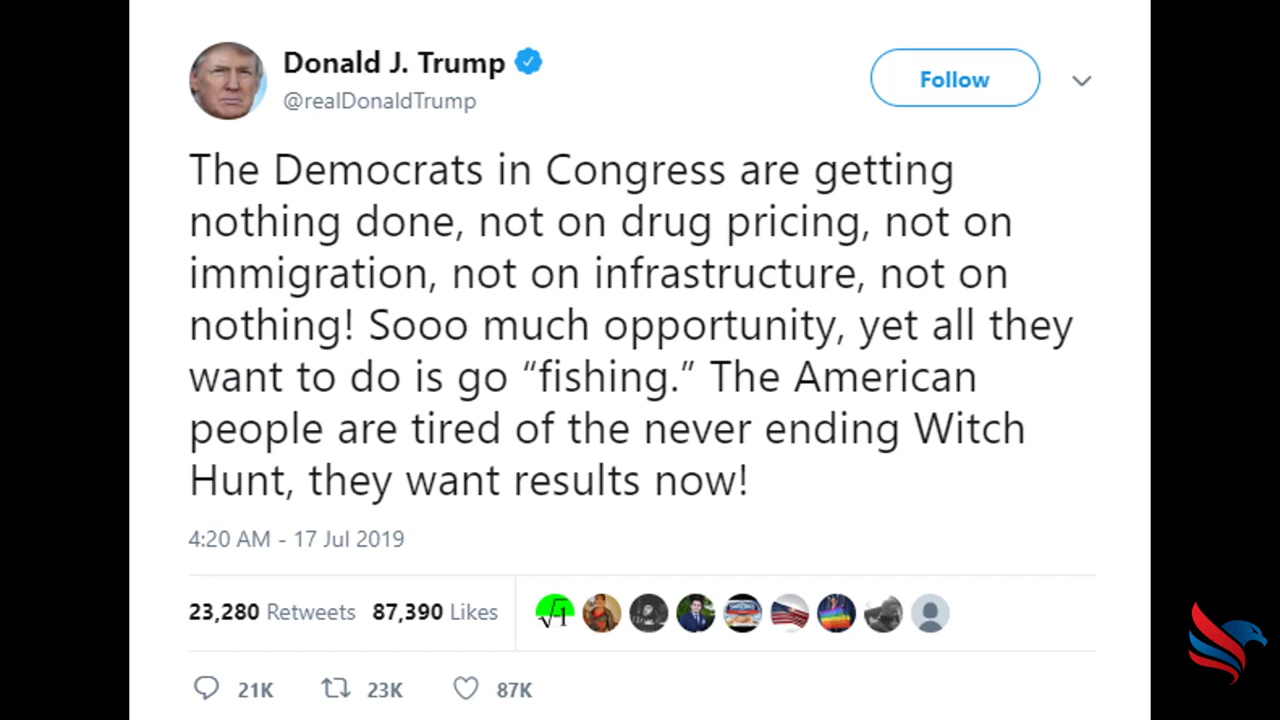 Donald J. Trump
@realDonaldTrump
Follow
The Democrats in Congress are getting
nothing done, not on drug pricing, not on
immigration, not on infrastructure, not on
nothing! Sooo much opportunity, yet all they
want to do is go “fishing.” The American
people are tired of the never ending Witch
Hunt, they want results now!
4:20 AM - 17 Jul 2019
23,280 Retweets 87,390 Likes
√1
21K 23K 87K